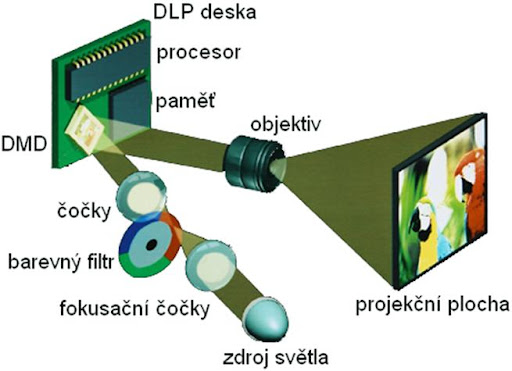 DLP deska
procesor
paměť
DMD
objektiv
čočky
barevný filtr
fokusační čočky
projekční plocha
zdroj světla